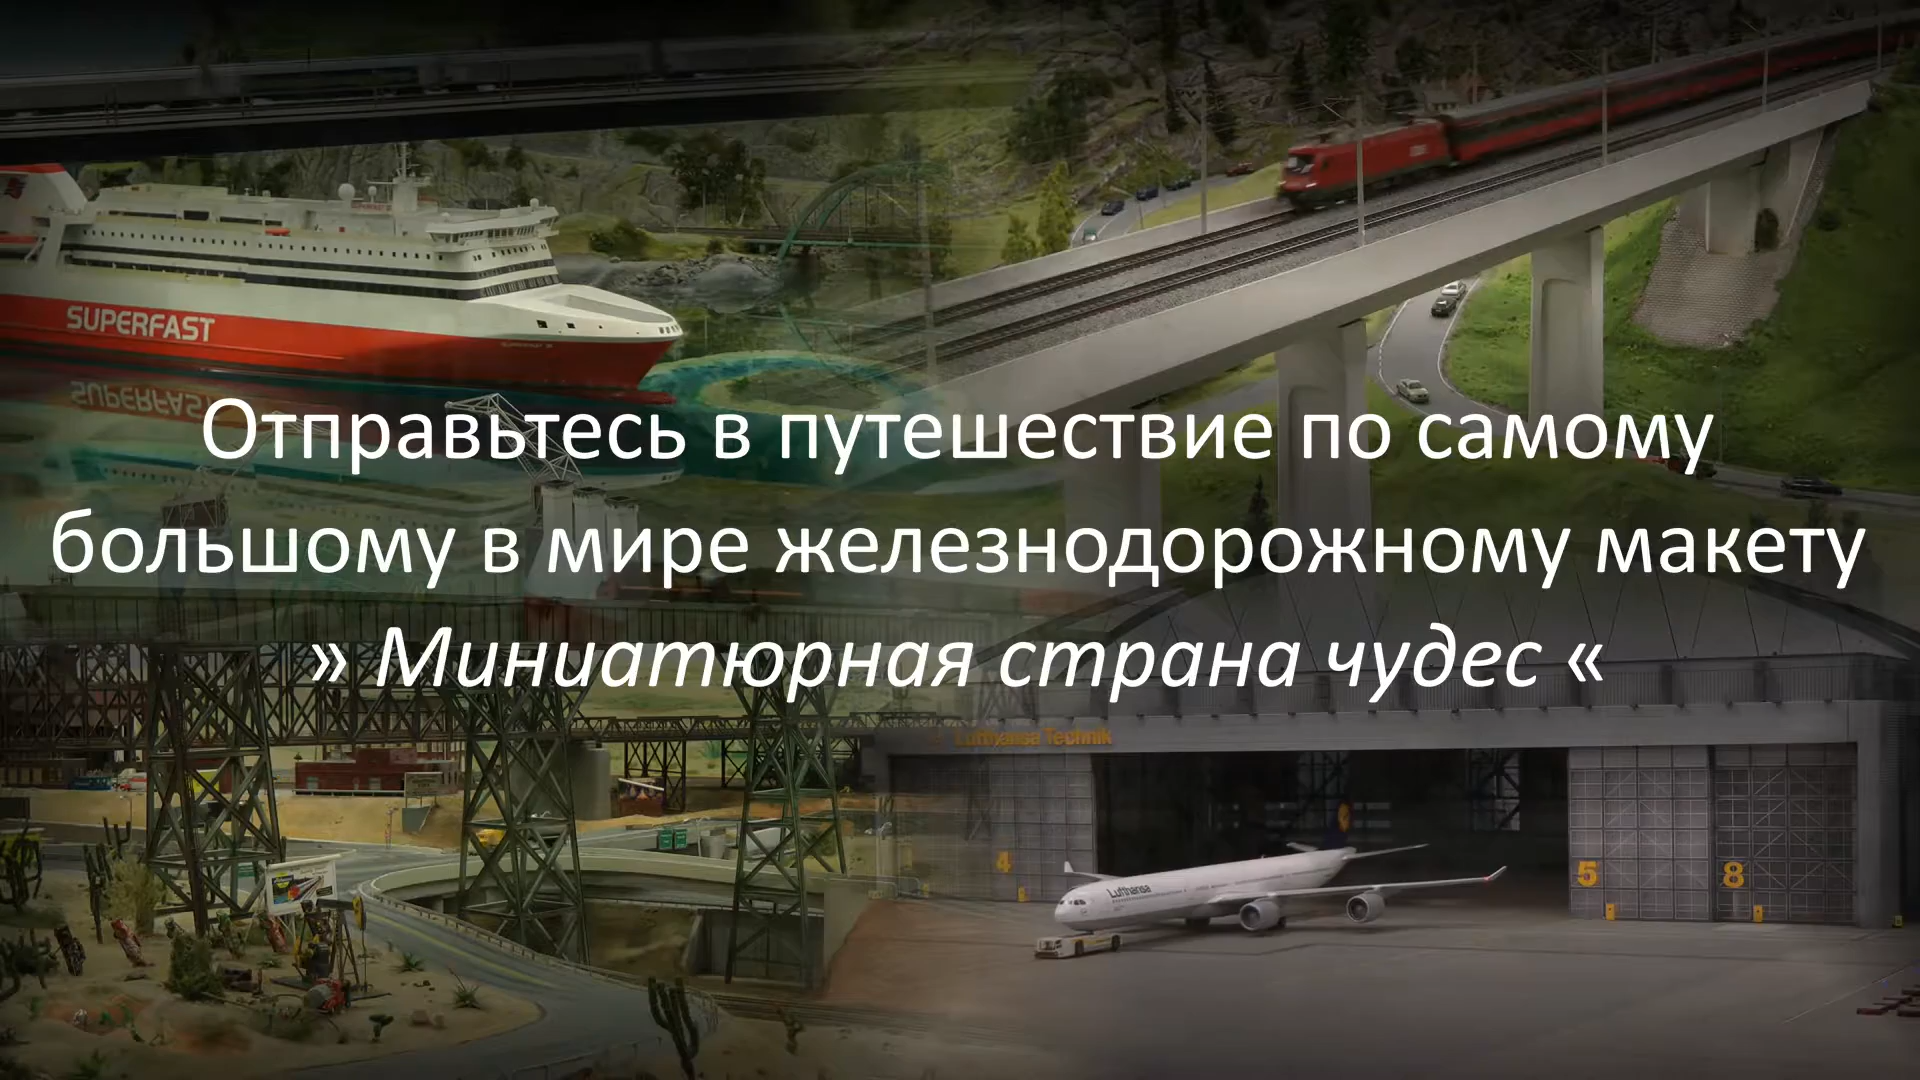 SUPERFAST
Отправьтесь в путешествие по самому
большому в мире железнодорожному макету
» Миниатюрная страна чудес «
Lufthansa Technik
4
5
8
Lufthansa